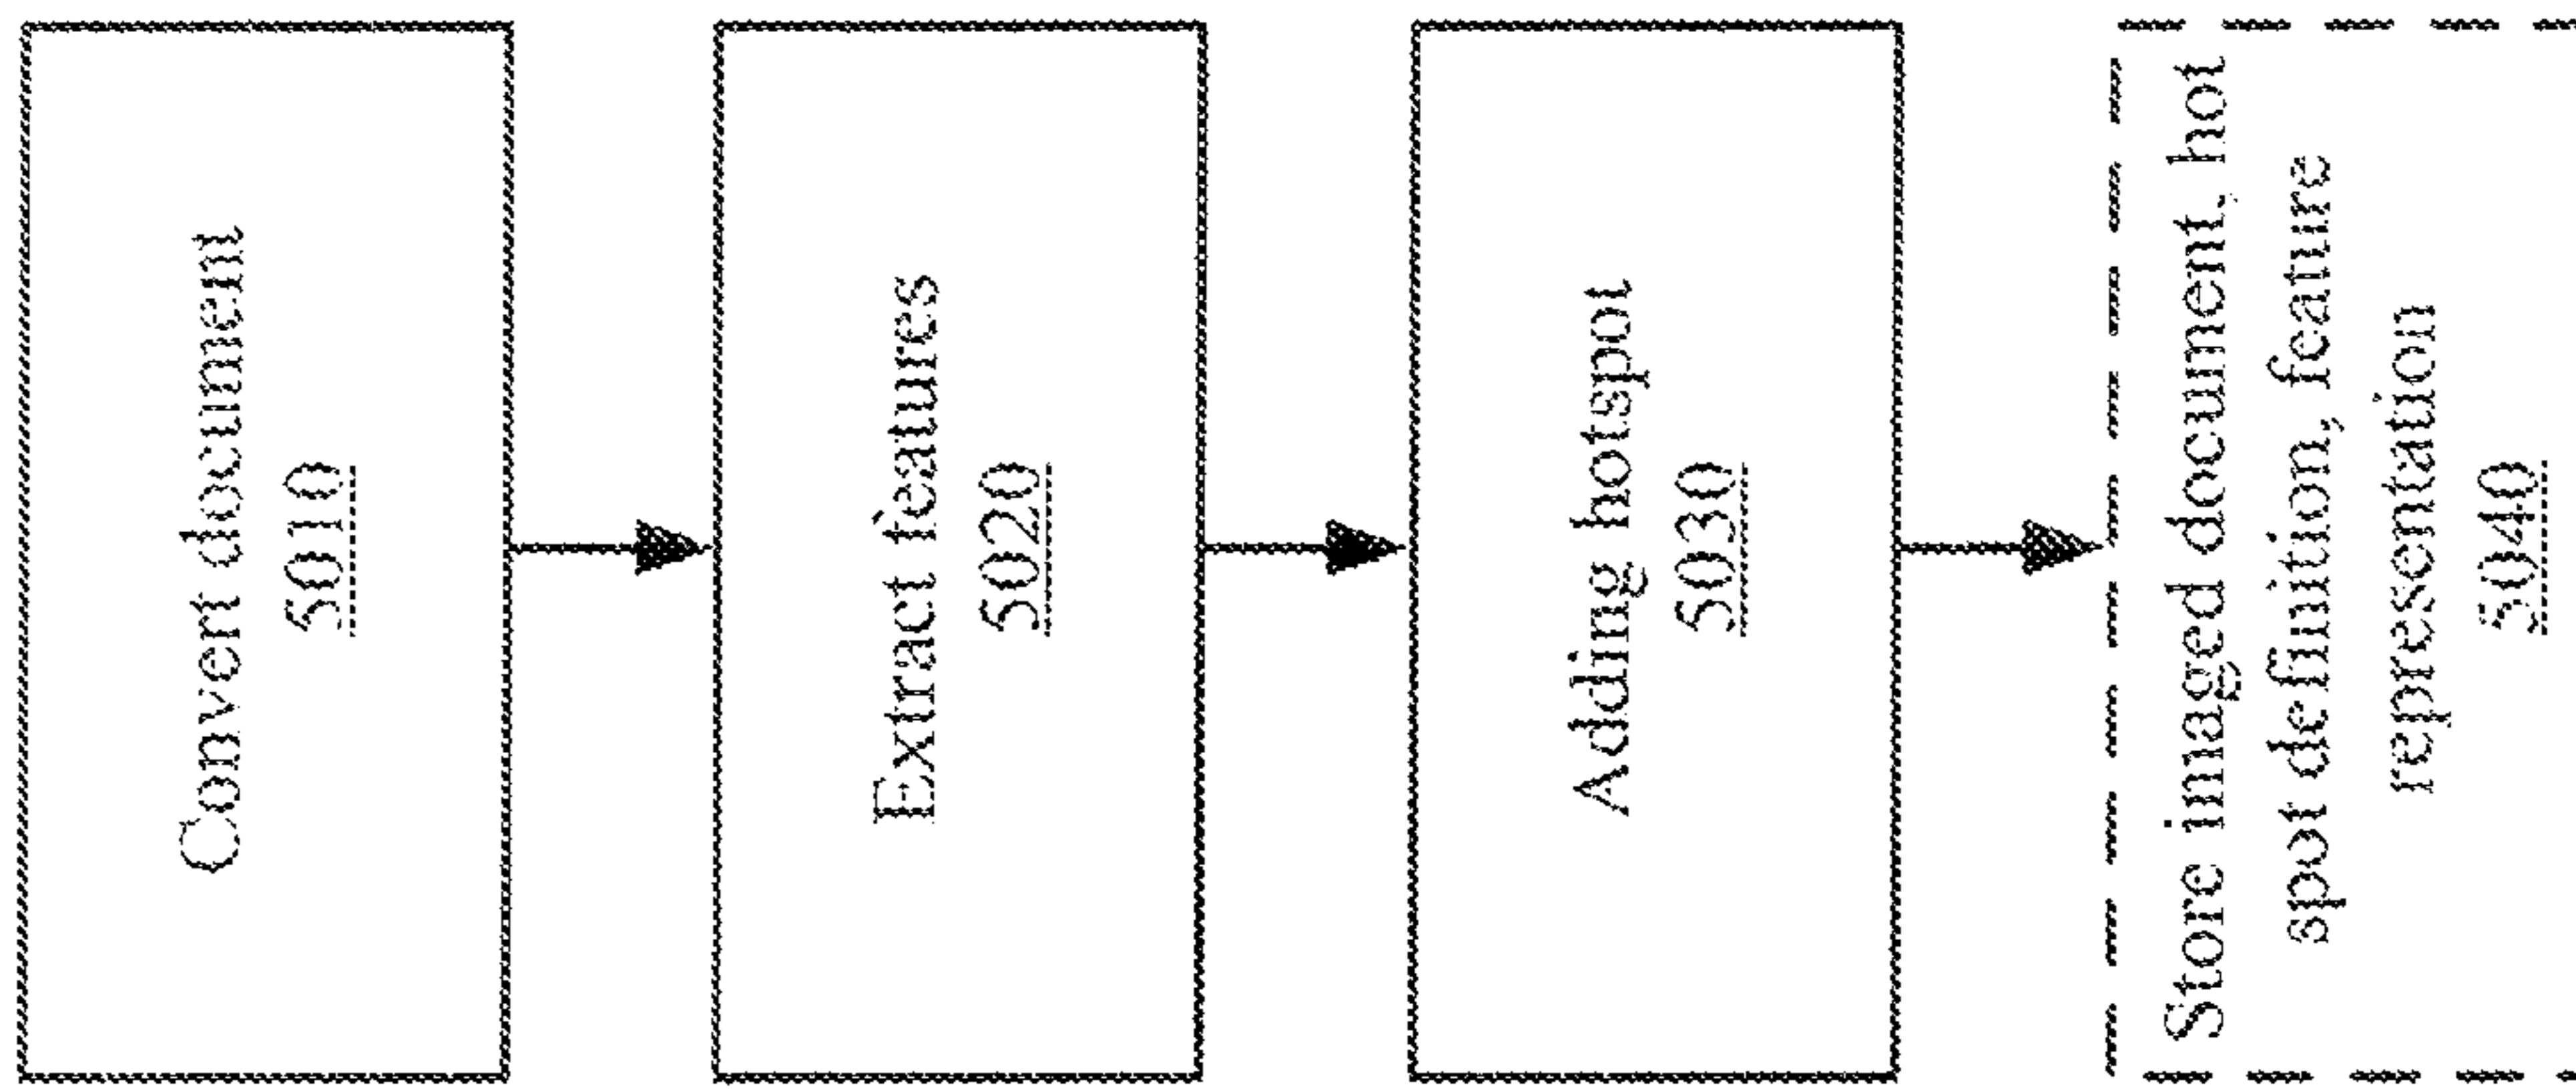 Convert document
5010
Extract features
5020
Adding hotspot
5030
Store imaged document, hot
spot definition, feature
representation
5040